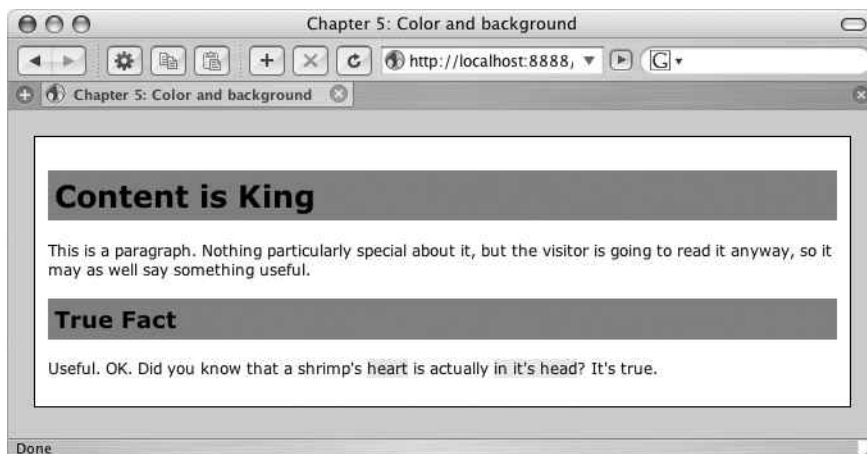 Chapter 5: Color and background
http://localhost:8888/
G
Chapter 5: Color and background
Content is King
This is a paragraph. Nothing particularly special about it, but the visitor is going to read it anyway, so it
may as well say something useful.
True Fact
Useful. OK. Did you know that a shrimp's heart is actually in it's head? It's true.
Done